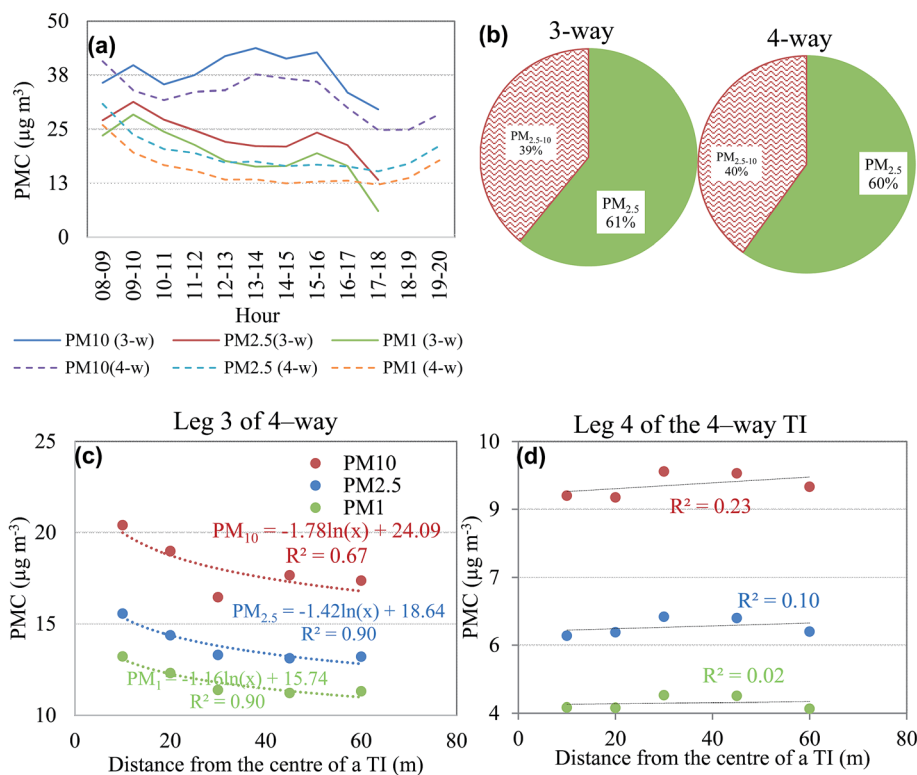 (a)
PMC (µg m³)
50
38
25
13
0
08-09
09-10
10-11
11-12
12-13
13-14
14-15
15-16
16-17
17-18
18-19
19-20
Hour
PM10 (3-w)
PM2.5(3-w)
PM1 (3-w)
PM10(4-w)
PM2.5 (4-w)
PM1 (4-w)
(b)
3-way
4-way
PM2.5-10
39%
PM2.5
61%
PM2.5-10
40%
PM2.5
60%
Leg 3 of 4–way
(c)
PMC (µg m-3)
25
20
15
10
PM10
PM2.5
PM1
PM10 = -1.78ln(x) + 24.09
R² = 0.67
PM2.5 = -1.42ln(x) + 18.64
R² = 0.90
PM1 = -1.16ln(x) + 15.74
R² = 0.90
0 20 40 60 80
Distance from the centre of a TI (m)
Leg 4 of the 4–way TI
(d)
PMC (µg m-3)
10
9
7
6
4
R² = 0.23
R² = 0.10
R² = 0.02
0 20 40 60 80
Distance from the centre of a TI (m)